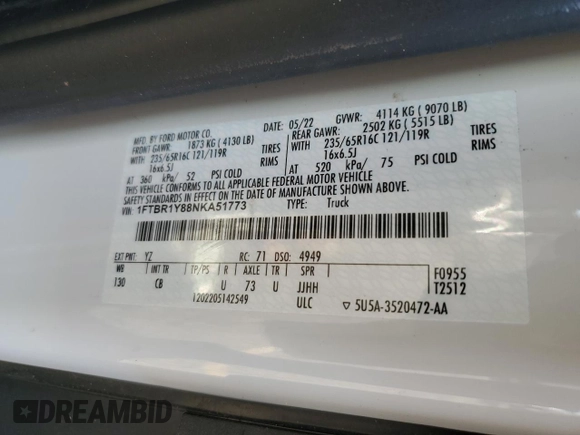 MFD. BY FORD MOTOR CO.
DATE: 05/22 GVWR: 4114 KG ( 9070 LB)
FRONT GAWR: 1873 KG ( 4130 LB)
REAR GAWR: 2502 KG ( 5515 LB)
WITH 235/65R16C 121/119R TIRES
WITH 235/65R16C 121/119R TIRES
16x6.5J RIMS
16x6.5J RIMS
AT 360 kPa/ 52 PSI COLD
AT 520 kPa/ 75 PSI COLD
THIS VEHICLE CONFORMS TO ALL APPLICABLE FEDERAL MOTOR VEHICLE
SAFETY STANDARDS IN EFFECT ON THE DATE OF MANUFACTURE SHOWN ABOVE.
VIN: 1FTBR1Y88NKA51773 TYPE: Truck
EXT PNT: YZ RC: 71 DSO: 4949
WB INT TR TP/PS R AXLE TR SPR
130 CB U 73 U JJHH
F0955
T2512
1202205142549 ULC
5U5A-3520472-AA
DREAMBID